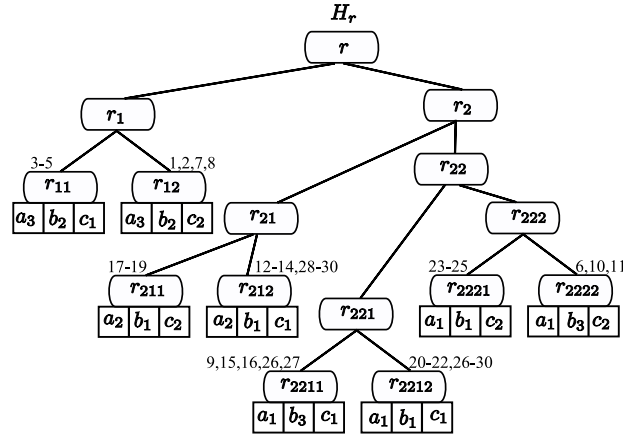 H_r
r
r_1 r_2
3-5 1,2,7,8 r_22
r_11 r_12
a_3 b_2 c_1 a_3 b_2 c_2 r_21 r_222
17-19 12-14,28-30 23-25 6,10,11
r_211 r_212 r_2221 r_2222
a_2 b_1 c_2 a_2 b_1 c_1 r_221 a_1 b_1 c_2 a_1 b_3 c_2
9,15,16,26,27 20-22,26-30
r_2211 r_2212
a_1 b_3 c_1 a_1 b_1 c_1